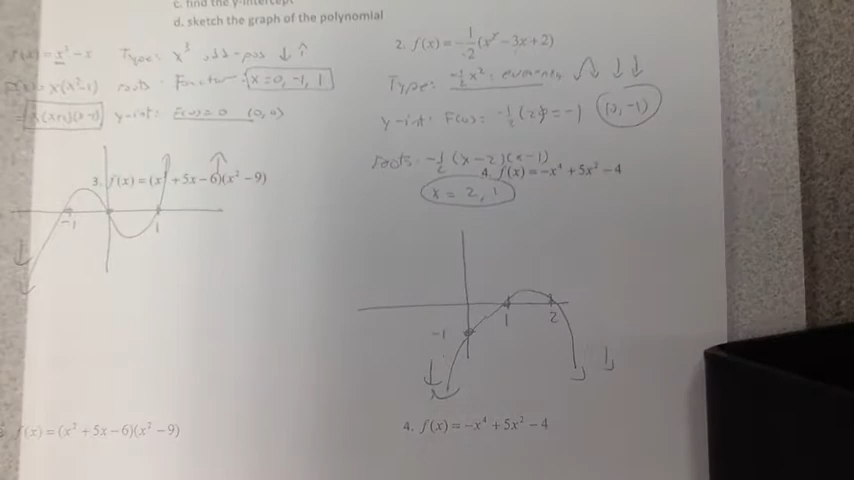 c. find the y-intercept
d. sketch the graph of the polynomial
f(x) = x³ - x
Type: x³ odd-pos ↓ ↑
x(x²-1)
roots: Factor x = 0, -1, 1
x(x+1)(x-1)
y-int: F(0) = 0 (0,0)
3. f(x) = (x² + 5x – 6)(x² – 9)
-1
1
2. f(x) = -1/2(x² – 3x + 2)
Type: -1/2 x² : even neg ↓ ↓
y-int: F(0) = -1/2(2) = -1 (0, -1)
roots: -1/2 (x-2)(x-1)
4. f(x) = –x⁴ + 5x² – 4
x = 2, 1
1
2
-1
f(x) = (x² + 5x – 6)(x² – 9)
4. f(x) = –x⁴ + 5x² – 4